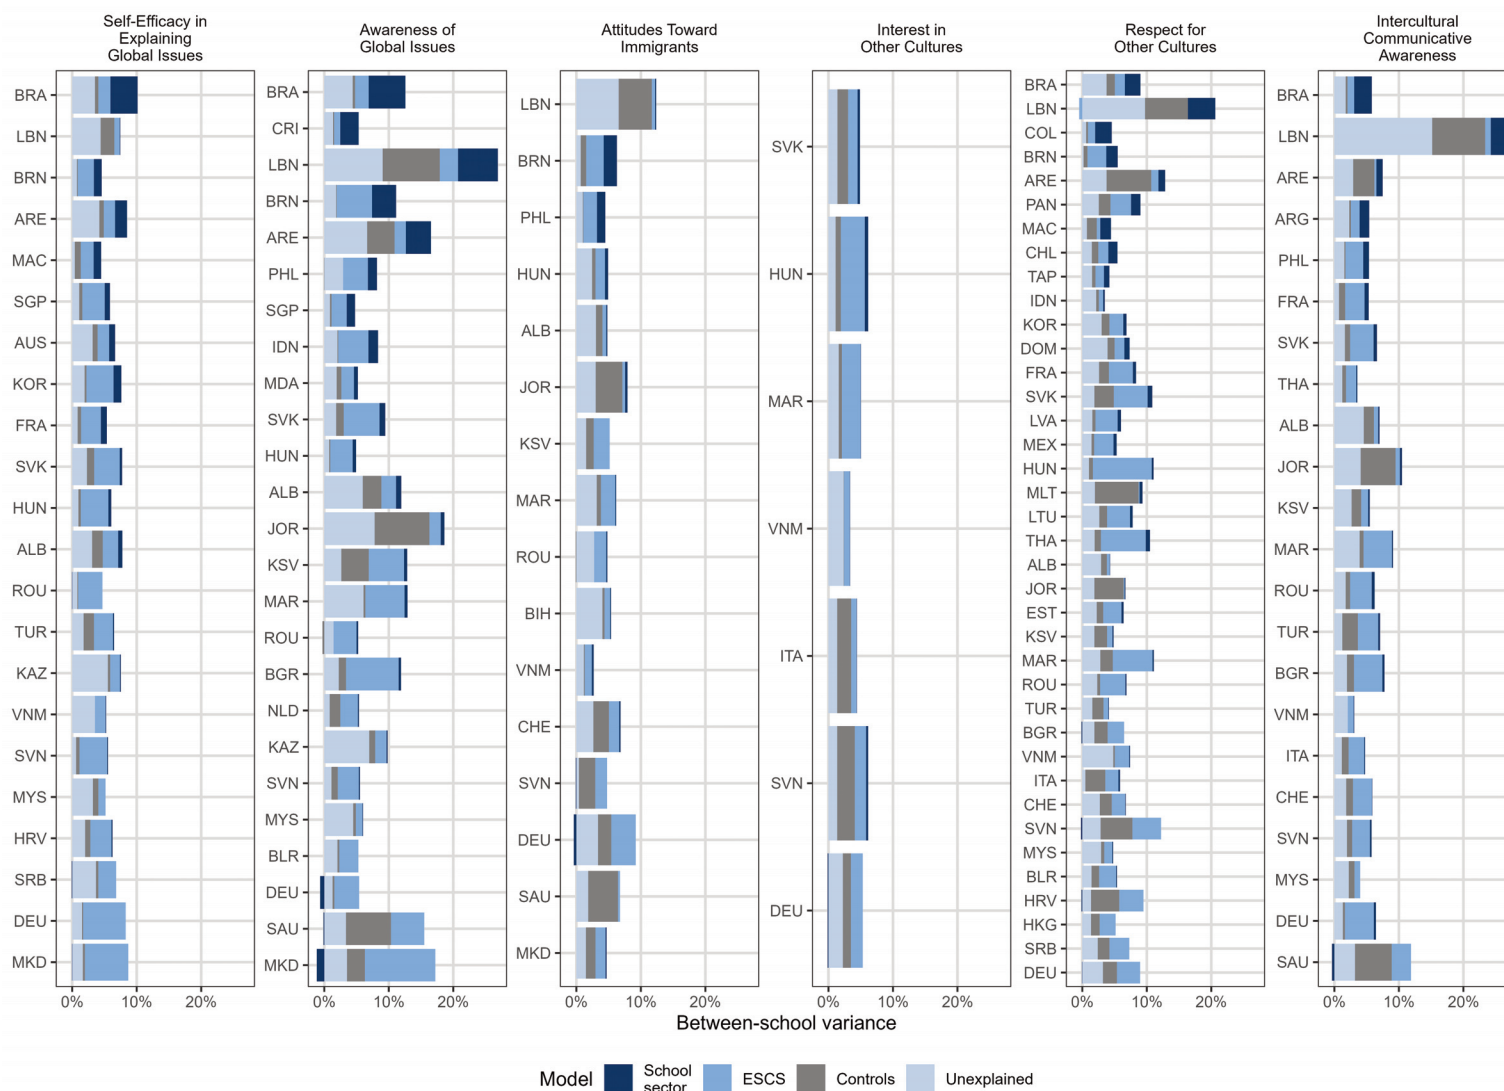 Self-Efficacy in
Explaining
Global Issues
BRA
LBN
BRN
ARE
MAC
SGP
AUS
KOR
FRA
SVK
HUN
ALB
ROU
TUR
KAZ
VNM
SVN
MYS
HRV
SRB
DEU
MKD
0% 10% 20%
Awareness of
Global Issues
BRA
CRI
LBN
BRN
ARE
PHL
SGP
IDN
MDA
SVK
HUN
ALB
JOR
KSV
MAR
ROU
BGR
NLD
KAZ
SVN
MYS
BLR
DEU
SAU
MKD
0% 10% 20%
Attitudes Toward
Immigrants
LBN
BRN
PHL
HUN
ALB
JOR
KSV
MAR
ROU
BIH
VNM
CHE
SVN
DEU
SAU
MKD
0% 10% 20%
Interest in
Other Cultures
SVK
HUN
MAR
VNM
ITA
SVN
DEU
0% 10% 20%
Respect for
Other Cultures
BRA
LBN
COL
BRN
ARE
PAN
MAC
CHL
TAP
IDN
KOR
DOM
FRA
SVK
LVA
MEX
HUN
MLT
LTU
THA
ALB
JOR
EST
KSV
MAR
ROU
TUR
BGR
VNM
ITA
CHE
SVN
MYS
BLR
HRV
HKG
SRB
DEU
0% 10% 20%
Intercultural
Communicative
Awareness
BRA
LBN
ARE
ARG
PHL
FRA
SVK
THA
ALB
JOR
KSV
MAR
ROU
TUR
BGR
VNM
ITA
CHE
SVN
MYS
DEU
SAU
0% 10% 20%
Between-school variance
Model School
sector ESCS Controls Unexplained